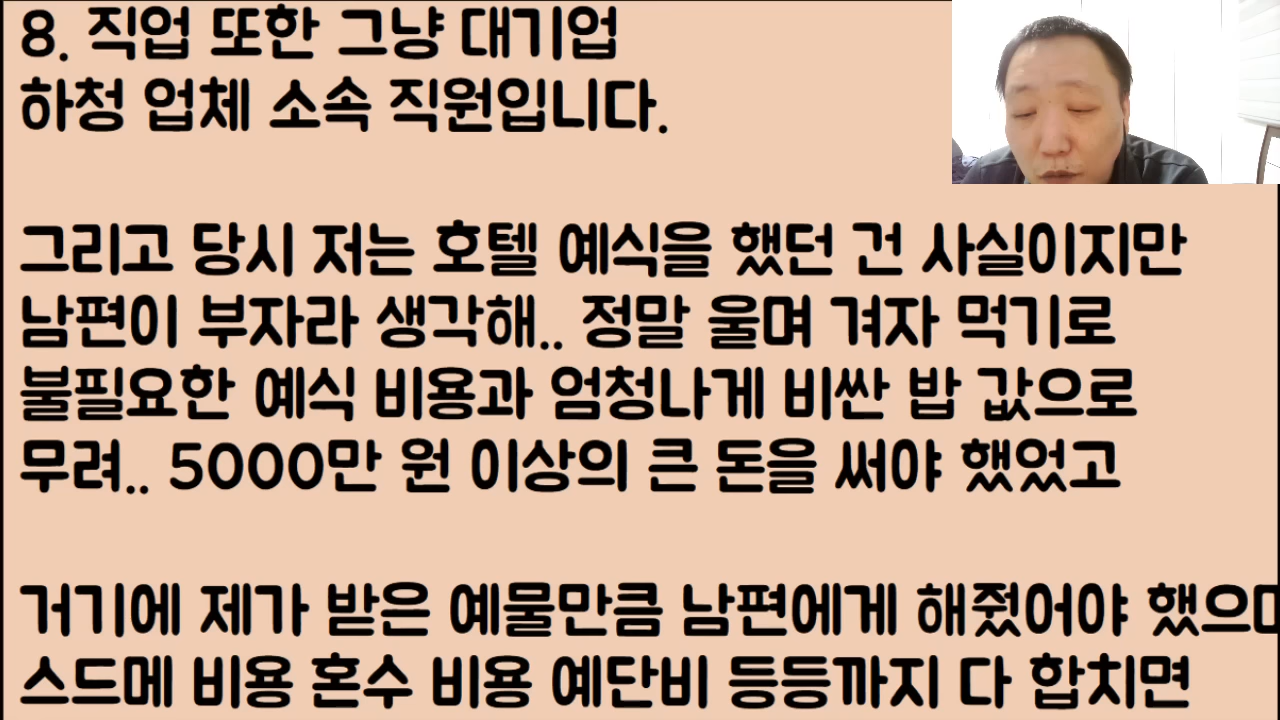 8. 직업 또한 그냥 대기업
하청 업체 소속 직원입니다.
그리고 당시 저는 호텔 예식을 했던 건 사실이지만
남편이 부자라 생각해.. 정말 울며 겨자 먹기로
불필요한 예식 비용과 엄청나게 비싼 밥 값으로
무려.. 5000만 원 이상의 큰 돈을 써야 했었고
거기에 제가 받은 예물만큼 남편에게 해줬어야 했으며
스드메 비용 혼수 비용 예단비 등등까지 다 합치면